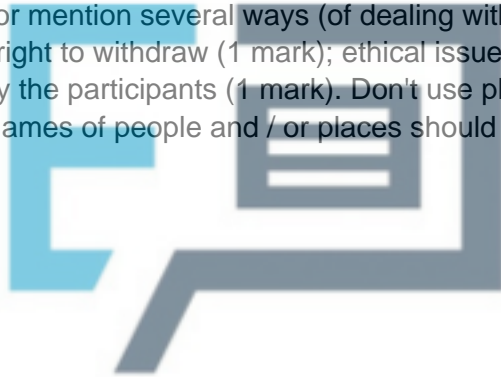 or mention several ways (of dealing with
right to withdraw (1 mark); ethical issue
y the participants (1 mark). Don't use pl
ames of people and / or places should